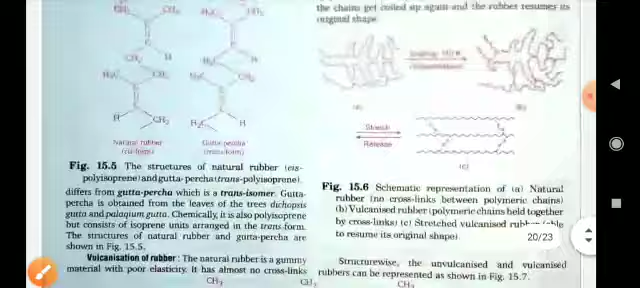 the chains get coiled up again and the rubber resumes its
original shape.
CH₂
H
CH₂
H
CH₂
H₃C
H
Natural rubber
(cis-form)
Gutta percha
(trans-form)
(a)
(b)
Stretch
Release
(c)
Fig. 15.5 The structures of natural rubber (cis-
polyisoprene) and gutta- percha (trans-polyisoprene).
differs from gutta-percha which is a trans-isomer. Gutta-
percha is obtained from the leaves of the trees dichopsis
gutta and palaqium gutta. Chemically, it is also polyisoprene
but consists of isoprene units arranged in the trans form.
The structures of natural rubber and gutta-percha are
shown in Fig. 15.5.
Vulcanisation of rubber : The natural rubber is a gummy
material with poor elasticity. It has almost no cross-links
CH₃
CH₃
Fig. 15.6 Schematic representation of (a) Natural
rubber (no cross-links between polymeric chains)
(b) Vulcanised rubber (polymeric chains held together
by cross-links) (c) Stretched vulcanised
to resume its original shape).
20/23
Structurewise, the unvulcanised and vulcanised
rubbers can be represented as shown in Fig. 15.7.
CH₃